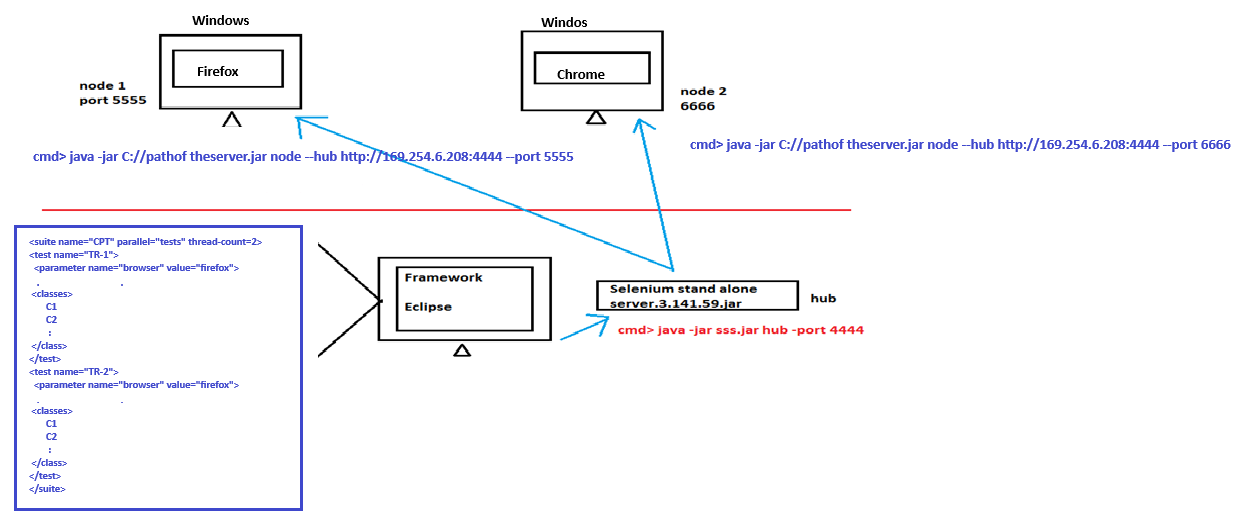 Windows
Firefox
node 1
port 5555
Windos
Chrome
node 2
6666
cmd> java -jar C://pathof theserver.jar node --hub http://169.254.6.208:4444 --port 5555
cmd> java -jar C://pathof theserver.jar node --hub http://169.254.6.208:4444 --port 6666
<suite name="CPT" parallel="tests" thread-count=2>
<test name="TR-1">
<parameter name="browser" value="firefox">
. .
<classes>
C1
C2
:
</class>
</test>
<test name="TR-2">
<parameter name="browser" value="firefox">
. .
<classes>
C1
C2
:
</class>
</test>
</suite>
Framework
Eclipse
Selenium stand alone
server.3.141.59.jar
hub
cmd> java -jar sss.jar hub -port 4444